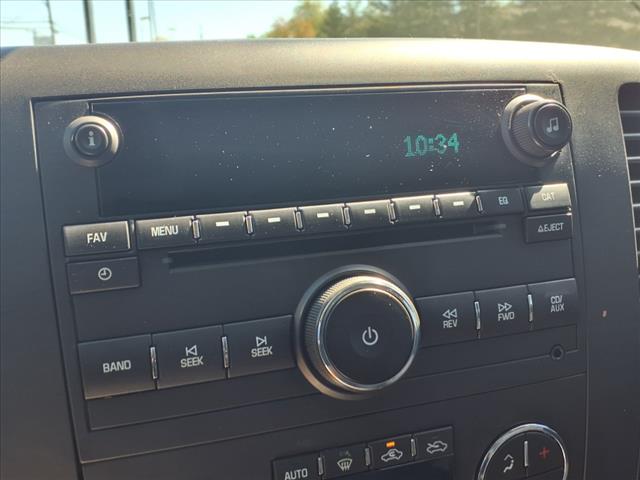 10:34
FAV
MENU
EQ
CAT
EJECT
BAND
SEEK
SEEK
REV
FWD
CD/
AUX
AUTO